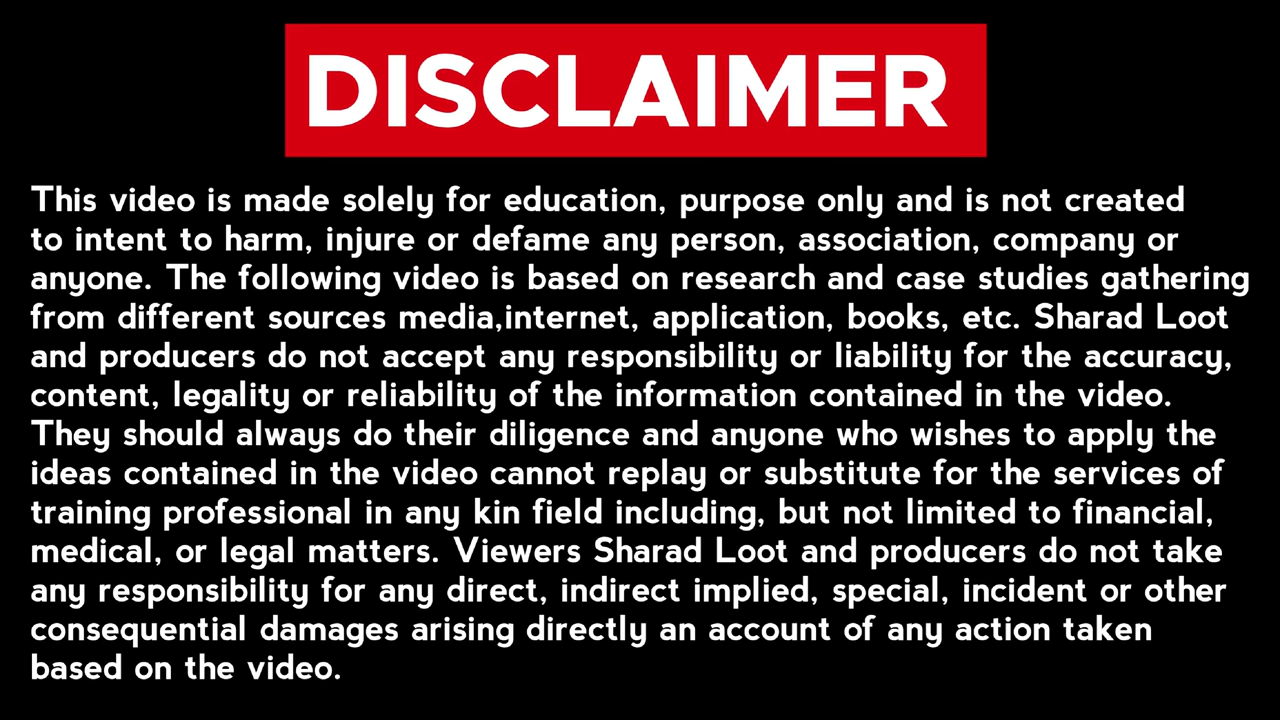 DISCLAIMER
This video is made solely for education, purpose only and is not created
to intent to harm, injure or defame any person, association, company or
anyone. The following video is based on research and case studies gathering
from different sources media,internet, application, books, etc. Sharad Loot
and producers do not accept any responsibility or liability for the accuracy,
content, legality or reliability of the information contained in the video.
They should always do their diligence and anyone who wishes to apply the
ideas contained in the video cannot replay or substitute for the services of
training professional in any kin field including, but not limited to financial,
medical, or legal matters. Viewers Sharad Loot and producers do not take
any responsibility for any direct, indirect implied, special, incident or other
consequential damages arising directly an account of any action taken
based on the video.